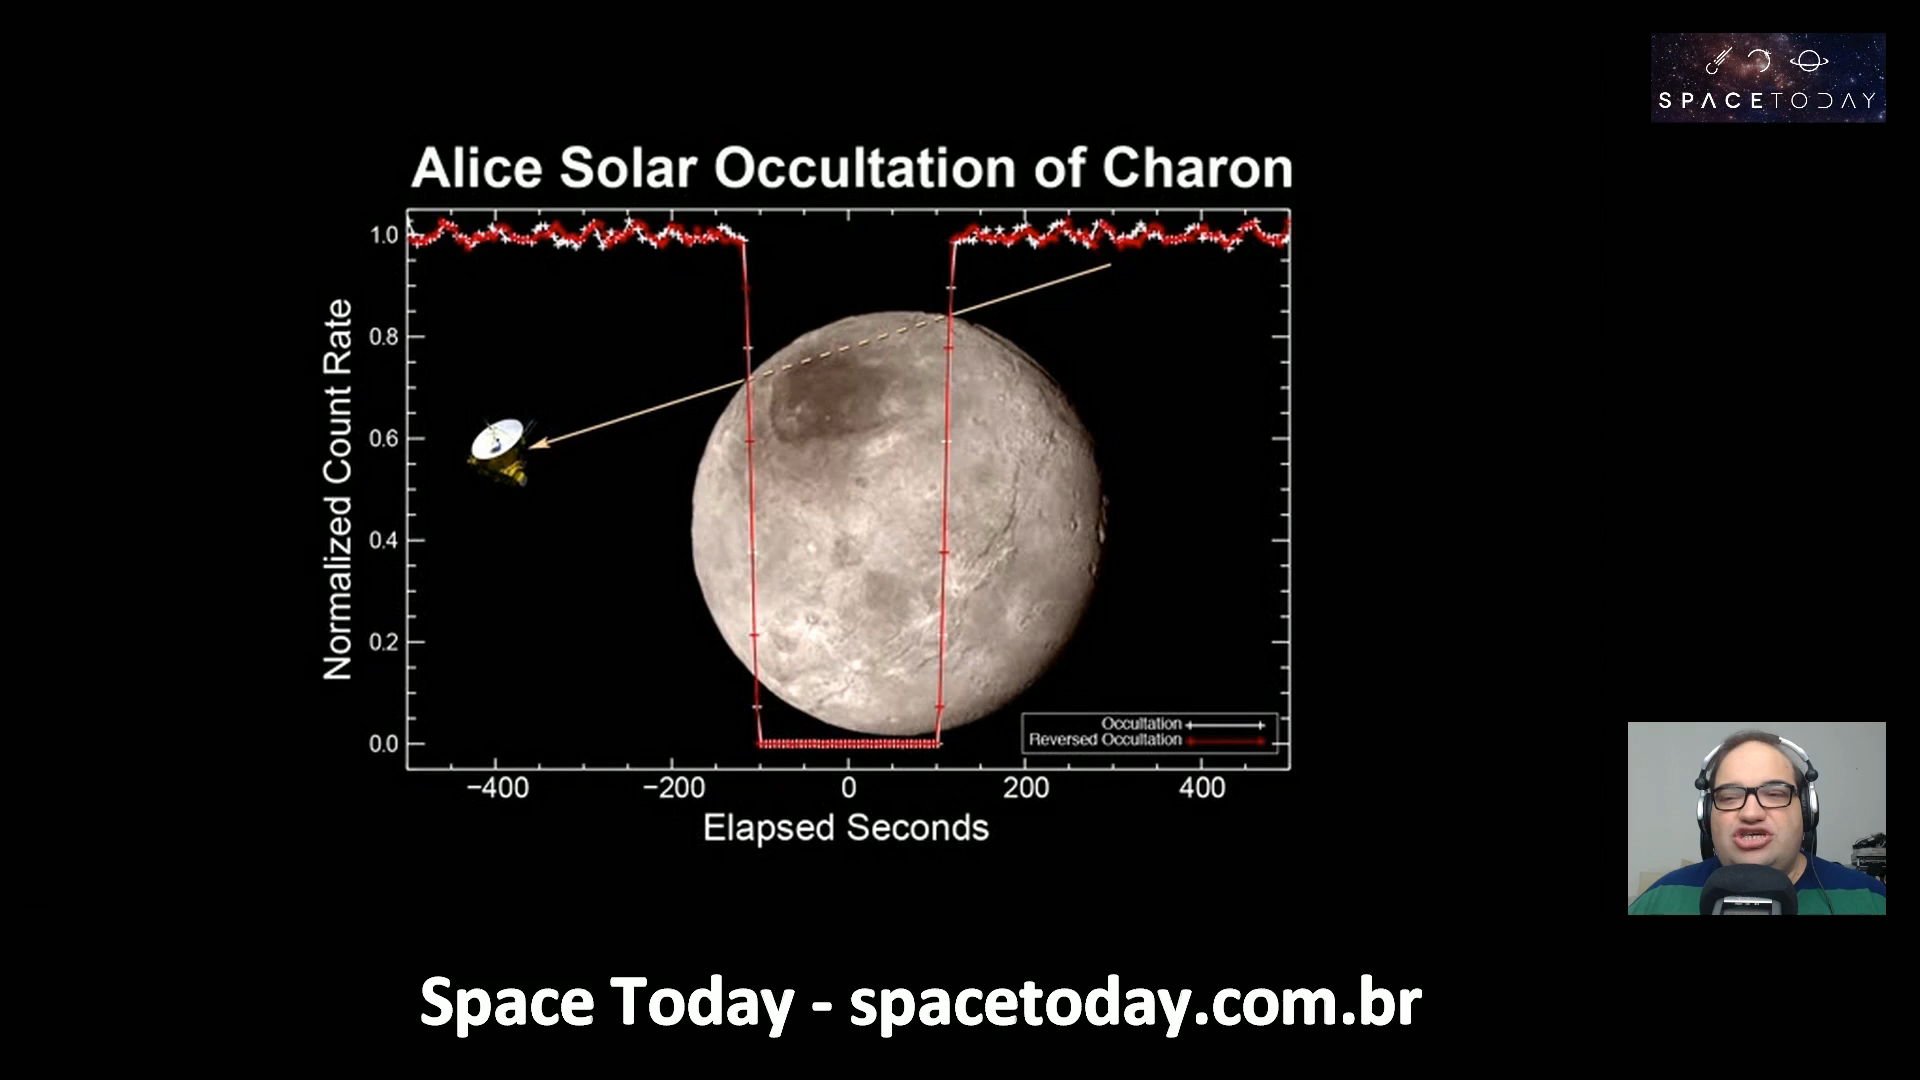 SPACETODAY
Alice Solar Occultation of Charon
Normalized Count Rate
1.0
0.8
0.6
0.4
0.2
0.0
Occultation
Reversed Occultation
−400 −200 0 200 400
Elapsed Seconds
Space Today - spacetoday.com.br